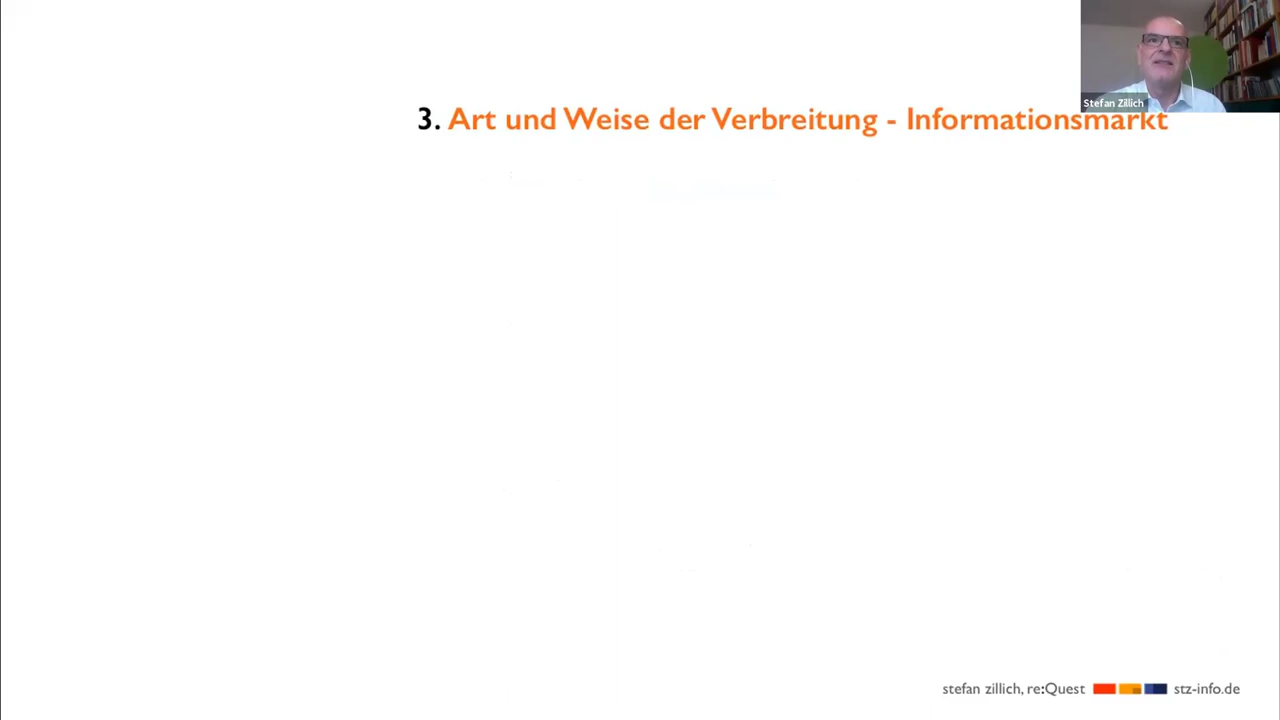 Stefan Zillich
3. Art und Weise der Verbreitung - Informationsmarkt
stefan zillich, re:Quest stz-info.de